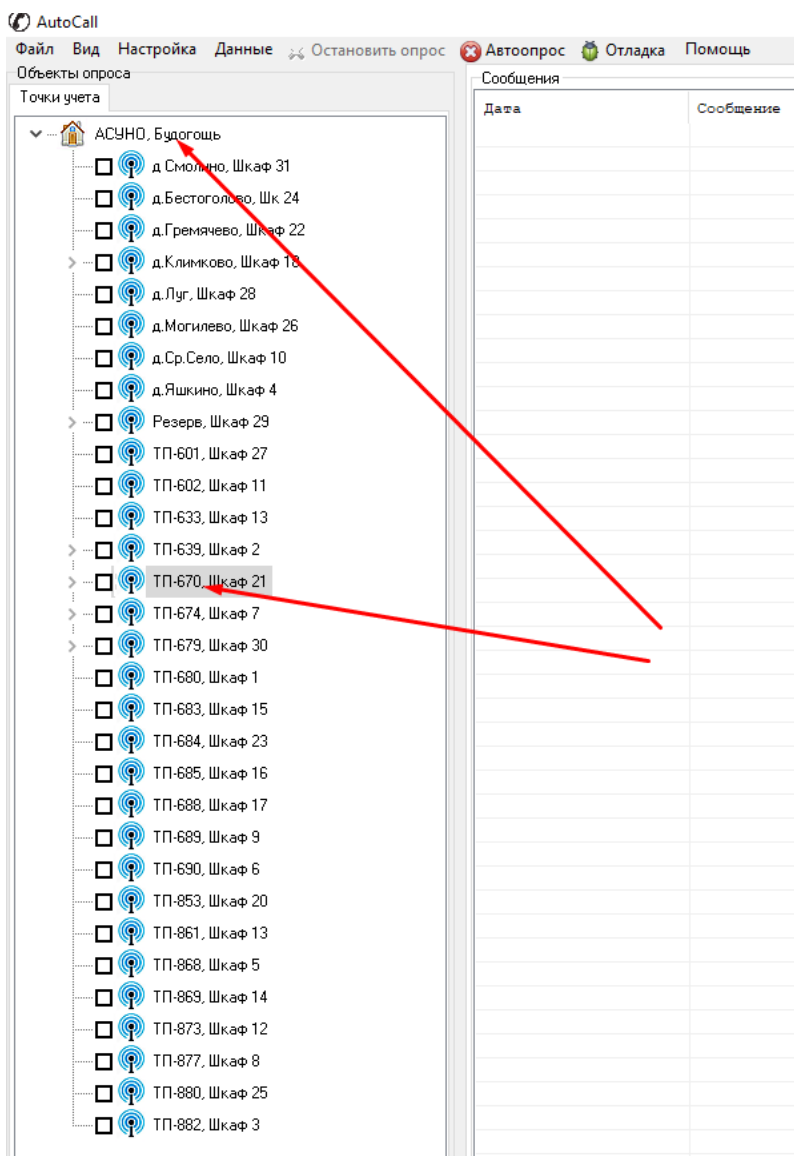 AutoCall
Файл Вид Настройка Данные Остановить опрос Автоопрос Отладка Помощь
Объекты опроса
Точки учета
АСУНО, Будогощь
д Смолино, Шкаф 31
д.Бестоголово, Шк 24
д.Гремячево, Шкаф 22
д.Климково, Шкаф 18
д.Луг, Шкаф 28
д.Могилево, Шкаф 26
д.Ср.Село, Шкаф 10
д.Яшкино, Шкаф 4
Резерв, Шкаф 29
ТП-601, Шкаф 27
ТП-602, Шкаф 11
ТП-633, Шкаф 13
ТП-639, Шкаф 2
ТП-670, Шкаф 21
ТП-674, Шкаф 7
ТП-679, Шкаф 30
ТП-680, Шкаф 1
ТП-683, Шкаф 15
ТП-684, Шкаф 23
ТП-685, Шкаф 16
ТП-688, Шкаф 17
ТП-689, Шкаф 9
ТП-690, Шкаф 6
ТП-853, Шкаф 20
ТП-861, Шкаф 13
ТП-868, Шкаф 5
ТП-869, Шкаф 14
ТП-873, Шкаф 12
ТП-877, Шкаф 8
ТП-880, Шкаф 25
ТП-882, Шкаф 3
Сообщения
Дата Сообщение